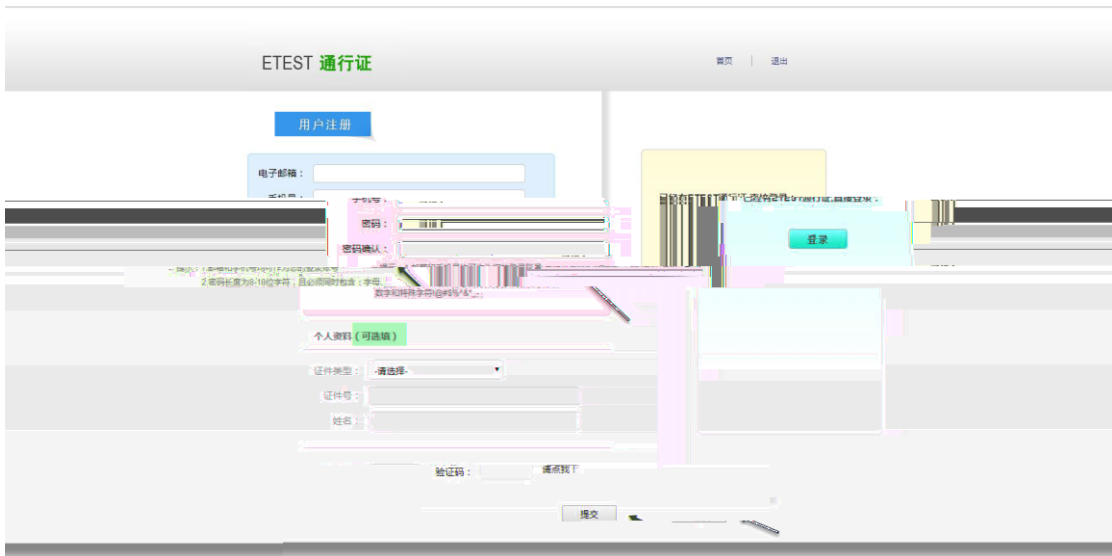 ETEST 通行证
首页 | 退出
用户注册
电子邮箱：
手机号：
密码：
密码确认：
2.密码长度为8-18位字符，且必须同时包含：字母、
数字和特殊字符!@#$%^&*_-.
登录
个人资料（可选填）
证件类型： -请选择-
证件号：
姓名：
验证码：
请点我下
提交